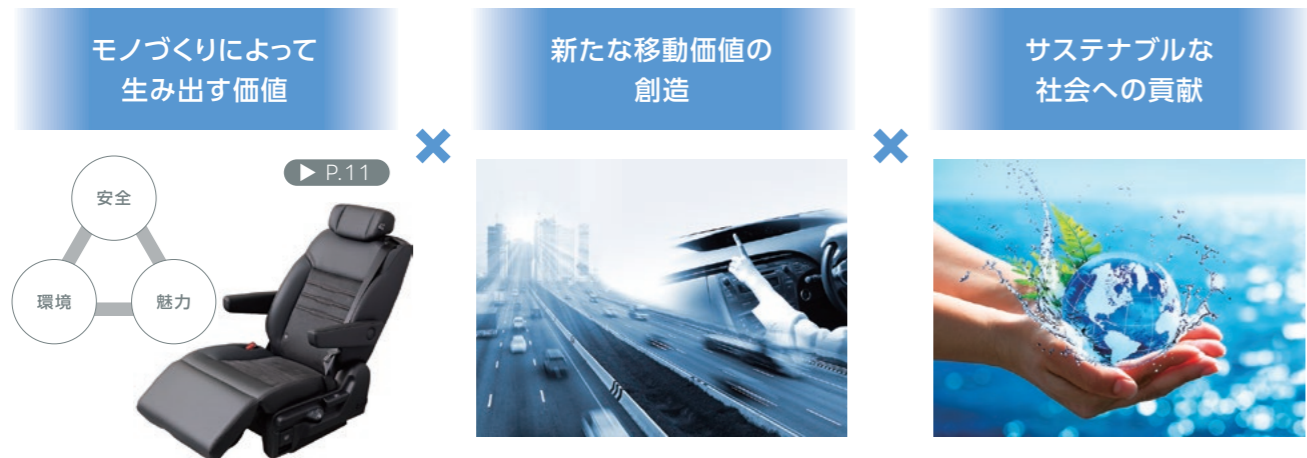 モノづくりによって
生み出す価値
×
新たな移動価値の
創造
×
サステナブルな
社会への貢献
▶ P.11
安全
環境
魅力